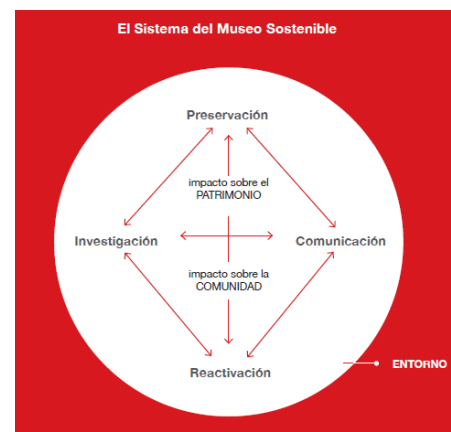 El Sistema del Museo Sostenible
Preservación
impacto sobre el
PATRIMONIO
Investigación
Comunicación
impacto sobre la
COMUNIDAD
ENTORNO
Reactivación